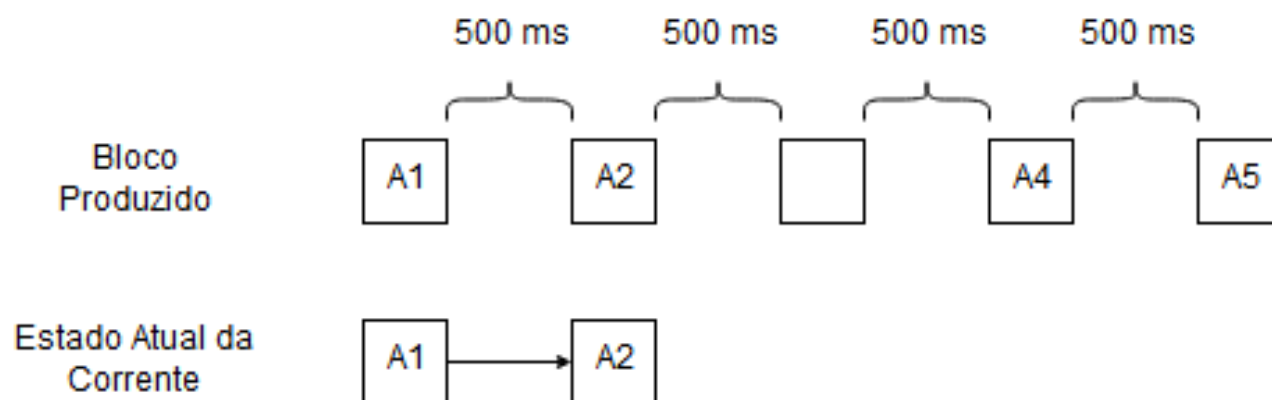 500 ms 500 ms 500 ms 500 ms
Bloco
Produzido
A1 A2 A4 A5
Estado Atual da
Corrente
A1 A2